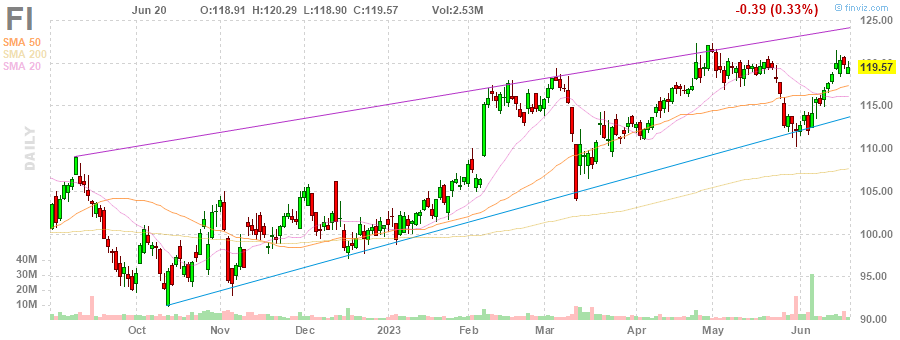 FI Jun 20 O:118.91 H:120.29 L:118.90 C:119.57 Vol:2.53M -0.39 (0.33%) © finviz.com
SMA 50
SMA 200
SMA 20
DAILY
125.00
119.57
115.00
110.00
105.00
100.00
95.00
90.00
40M
30M
20M
10M
Oct Nov Dec 2023 Feb Mar Apr May Jun